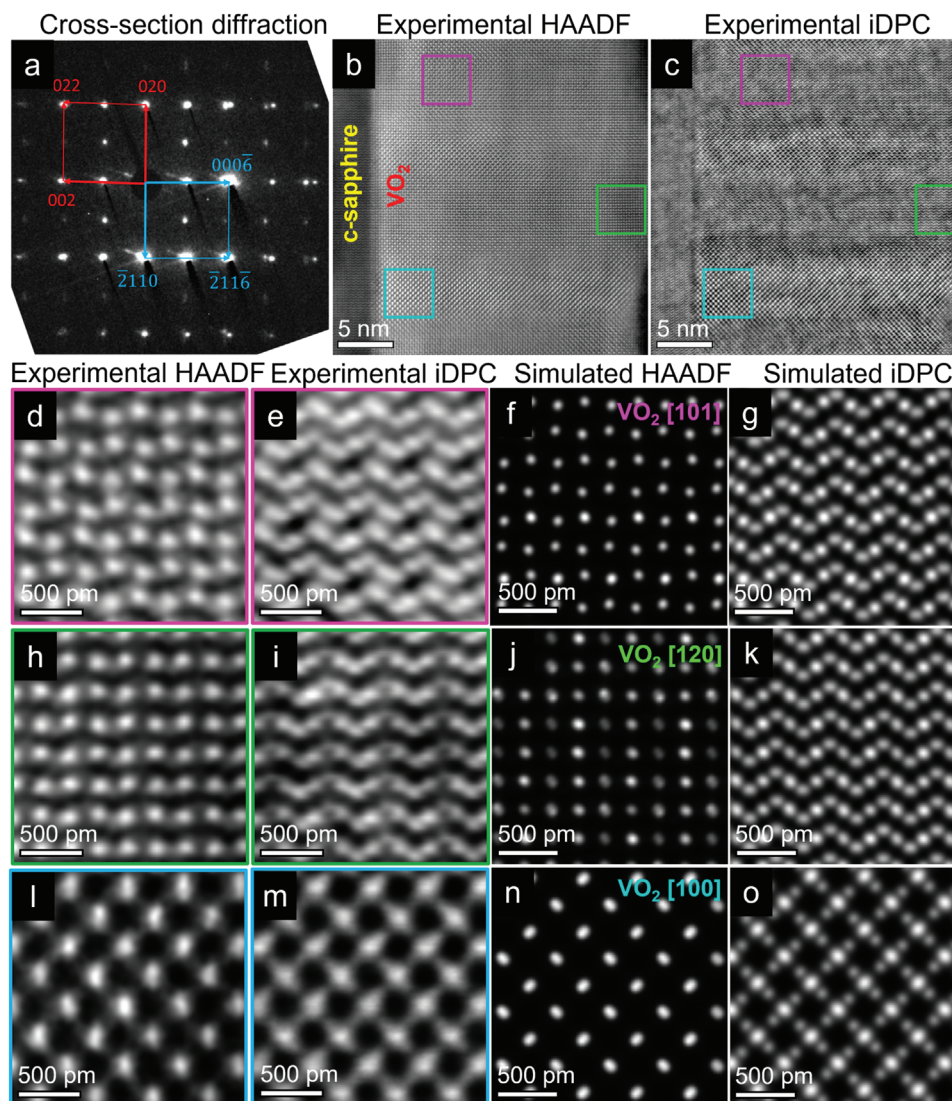 Cross-section diffraction
Experimental HAADF
Experimental iDPC
a
022
020
002
0006̅
2̅110
2̅116̅
b
c-sapphire
VO₂
5 nm
c
5 nm
Experimental HAADF
Experimental iDPC
Simulated HAADF
Simulated iDPC
d
500 pm
e
500 pm
f
VO₂ [101]
500 pm
g
500 pm
h
500 pm
i
500 pm
j
VO₂ [120]
500 pm
k
500 pm
l
500 pm
m
500 pm
n
VO₂ [100]
500 pm
o
500 pm